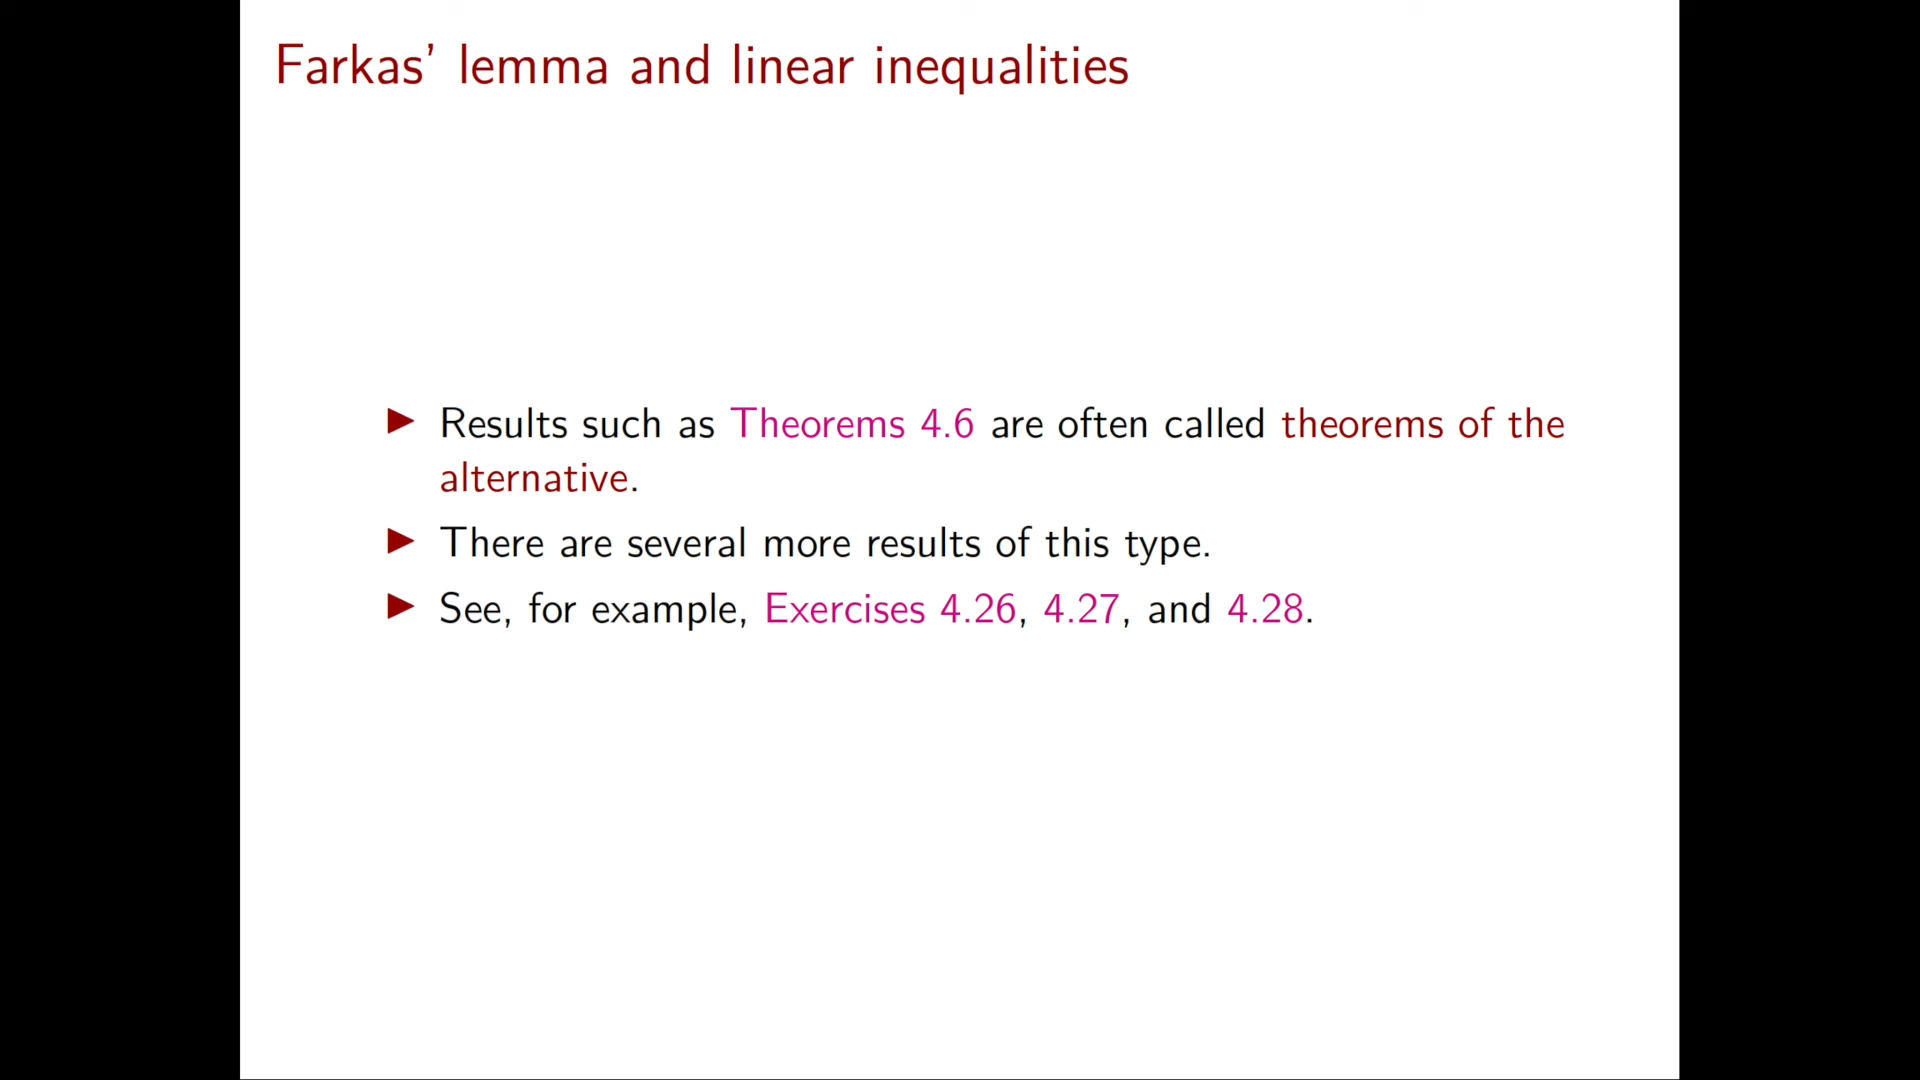 Farkas’ lemma and linear inequalities
▶ Results such as Theorems 4.6 are often called theorems of the
alternative.
▶ There are several more results of this type.
▶ See, for example, Exercises 4.26, 4.27, and 4.28.